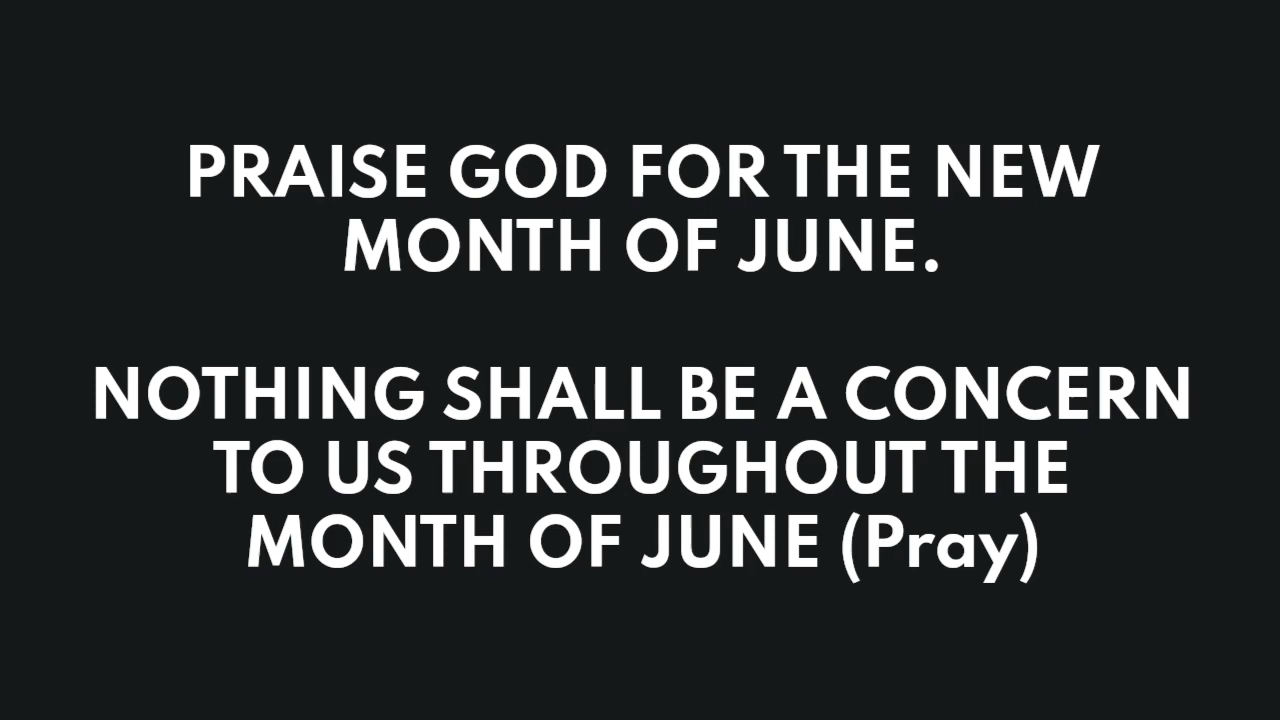 PRAISE GOD FOR THE NEW
MONTH OF JUNE.
NOTHING SHALL BE A CONCERN
TO US THROUGHOUT THE
MONTH OF JUNE (Pray)